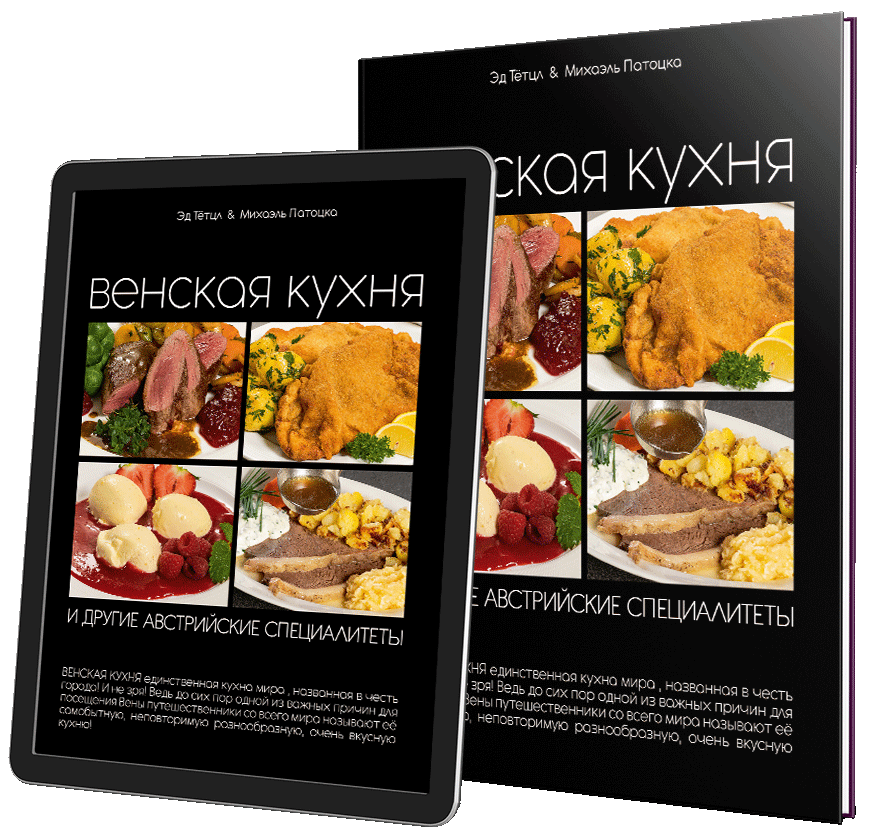 Эд Тётцл & Михаэль Патоцка
ская кухня
Е АВСТРИЙСКИЕ СПЕЦИАЛИТЕТЫ
ХНЯ единственная кухна мира , названная в честь
зря! Ведь до сих пор одной из важных причин для
Вены путешественники со всего мира называют её
неповторимую разнообразную, очень вкусную
Эд Тётцл & Михаэль Патоцка
венская кухня
И ДРУГИЕ АВСТРИЙСКИЕ СПЕЦИАЛИТЕТЫ
ВЕНСКАЯ КУХНЯ единственная кухна мира , названная в честь
города! И не зря! Ведь до сих пор одной из важных причин для
посещения Вены путешественники со всего мира называют её
самобытную, неповторимую разнообразную, очень вкусную
кухню!